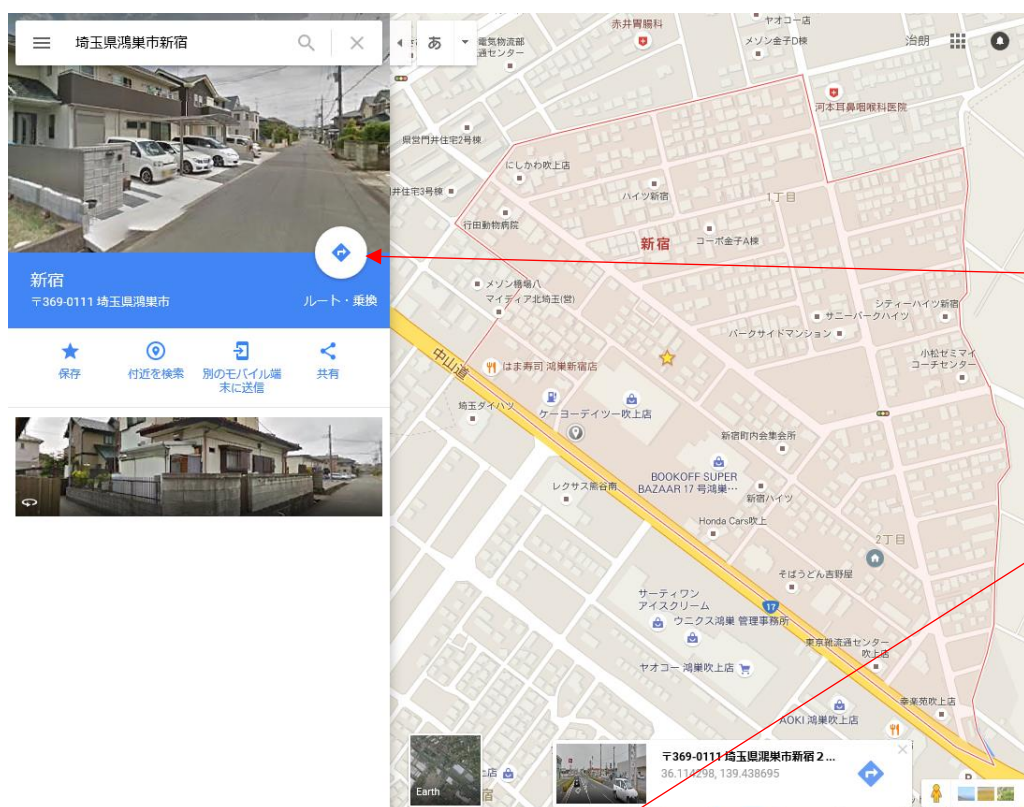 埼玉県鴻巣市新宿
あ
新宿
〒369-0111 埼玉県鴻巣市
ルート・乗換
保存
付近を検索
別のモバイル端
末に送信
共有
赤井胃腸科
ヤオコー店
メゾン金子D棟
治朗
電気物流部
通センター
河本耳鼻咽喉科医院
県営門井住宅2号棟
にしかわ吹上店
井住宅3号棟
ハイツ新宿
1丁目
行田動物病院
新宿
コーポ金子A棟
メゾン橋場八
マイディア北埼玉(営)
シティーハイツ新宿
サニーパークハイツ
パークサイドマンション
中山道
はま寿司 鴻巣新宿店
小松ゼミマイ
コーチセンター
埼玉ダイハツ
ケーヨーデイツー吹上店
新宿町内会集会所
BOOKOFF SUPER
BAZAAR 17 号鴻巣…
レクサス熊谷南
新宿ハイツ
Honda Cars吹上
2丁目
そばうどん吉野屋
サーティワン
アイスクリーム
17
ウニクス鴻巣 管理事務所
東京靴流通センター
吹上店
ヤオコー 鴻巣吹上店
幸楽苑吹上店
AOKI 鴻巣吹上店
〒369-0111 埼玉県鴻巣市新宿２...
36.114298, 139.438695
Earth
店
宿